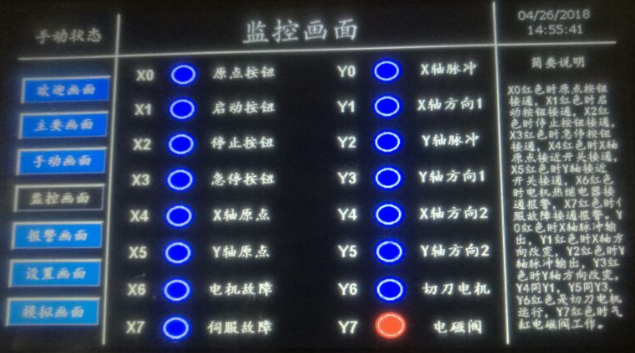 手动状态
监控画面
04/26/2018
14:55:41
欢迎画面
主要画面
手动画面
监控画面
报警画面
设置画面
模拟画面
X0 原点按钮 Y0 X轴脉冲
X1 启动按钮 Y1 X轴方向1
X2 停止按钮 Y2 Y轴脉冲
X3 急停按钮 Y3 Y轴方向1
X4 X轴原点 Y4 X轴方向2
X5 Y轴原点 Y5 Y轴方向2
X6 电机故障 Y6 切刀电机
X7 伺服故障 Y7 电磁阀
简要说明
X0红色时原点按钮
接通，X1红色时启
动按钮接通，X2红
色时停止按钮接通，
X3红色时急停按钮
接通，X4红色时X轴
原点接近开关接通，
X5红色时Y轴接近
开关接通，X6红色
时电机热继电器接
通报警，X7红色时
服故障接通报警。Y
0红色时X轴脉冲输
出，Y1红色时X轴方
向改变，Y2红色时Y
轴脉冲输出，Y3红
色时Y轴方向改变，
Y4同Y1，Y5同Y3，
Y6红色是切刀电机
运行，Y7红色时气
缸电磁阀工作。